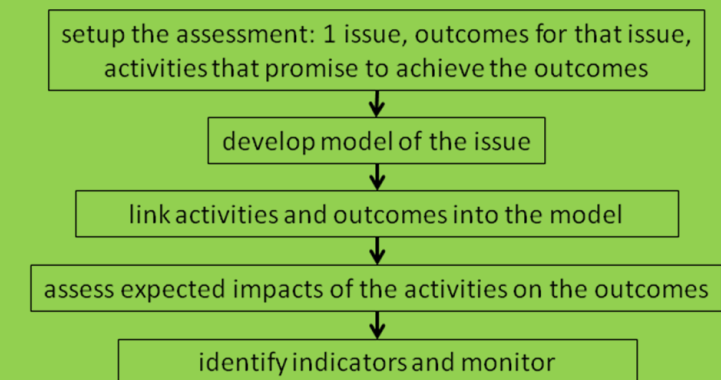 setup the assessment: 1 issue, outcomes for that issue,
activities that promise to achieve the outcomes
develop model of the issue
link activities and outcomes into the model
assess expected impacts of the activities on the outcomes
identify indicators and monitor